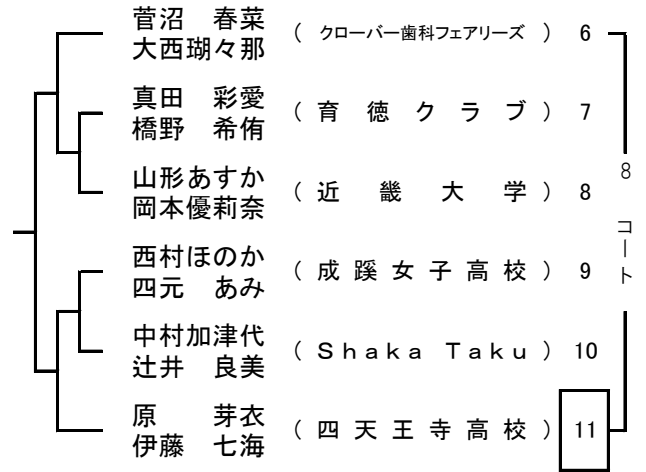 菅沼　春菜
大西瑚々那
( クローバー歯科フェアリーズ ) 6
真田　彩愛
橋野　希侑
( 育徳クラブ ) 7
山形あすか
岡本優莉奈
( 近畿大学 ) 8
西村ほのか
四元　あみ
( 成蹊女子高校 ) 9
中村加津代
辻井　良美
( Shaka Taku ) 10
原　　芽衣
伊藤　七海
( 四天王寺高校 ) 11
8コート